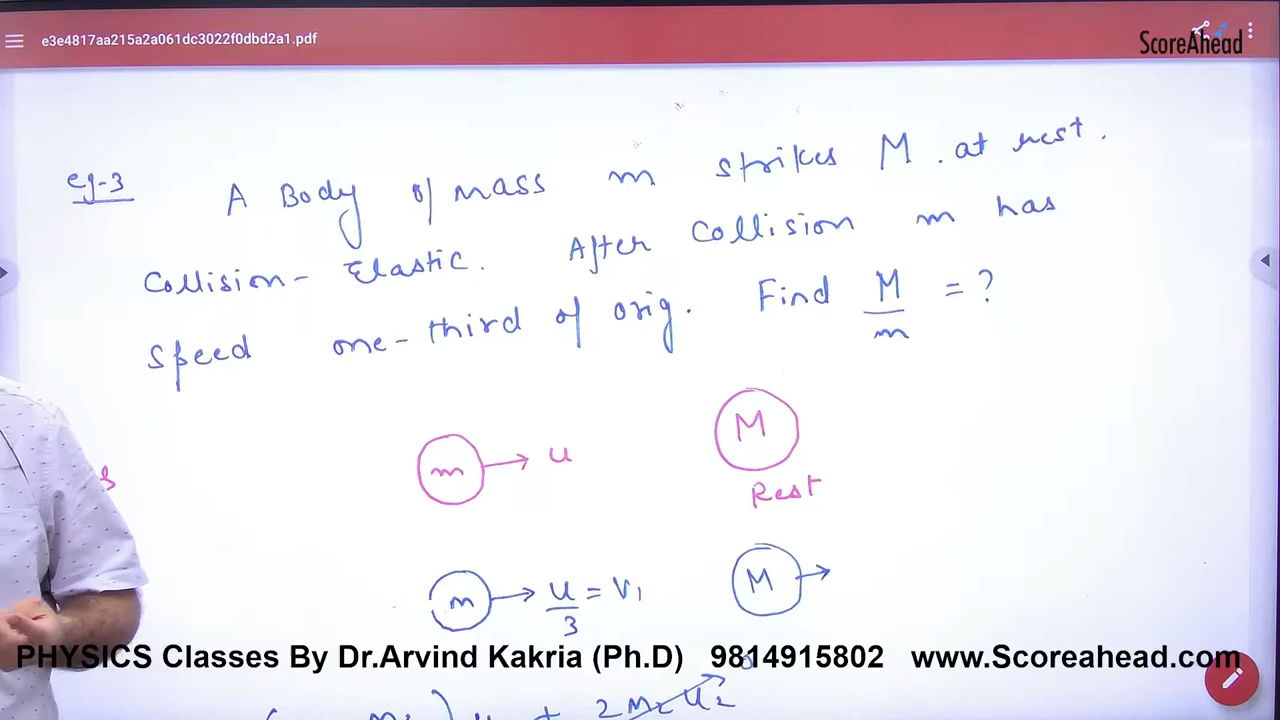 e3e4817aa215a2a061dc3022f0dbd2a1.pdf
ScoreAhead
eg-3 A Body of mass m strikes M . at rest .
Collision - Elastic . After Collision m has
Speed one-third of orig . Find M/m = ?
m → u M
Rest
m → u/3 = V₁ M →
PHYSICS Classes By Dr.Arvind Kakria (Ph.D) 9814915802 www.Scoreahead.com
+ 2M₂U₂